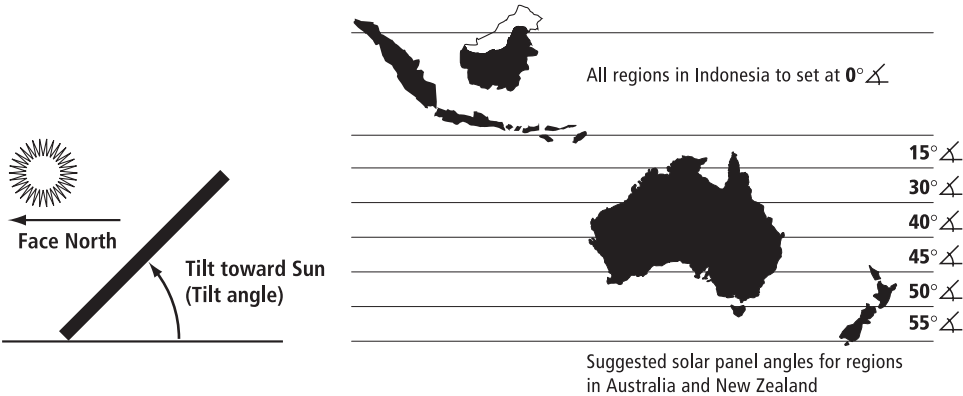 Face North
Tilt toward Sun
(Tilt angle)
All regions in Indonesia to set at 0°∡
15°∡
30°∡
40°∡
45°∡
50°∡
55°∡
Suggested solar panel angles for regions
in Australia and New Zealand